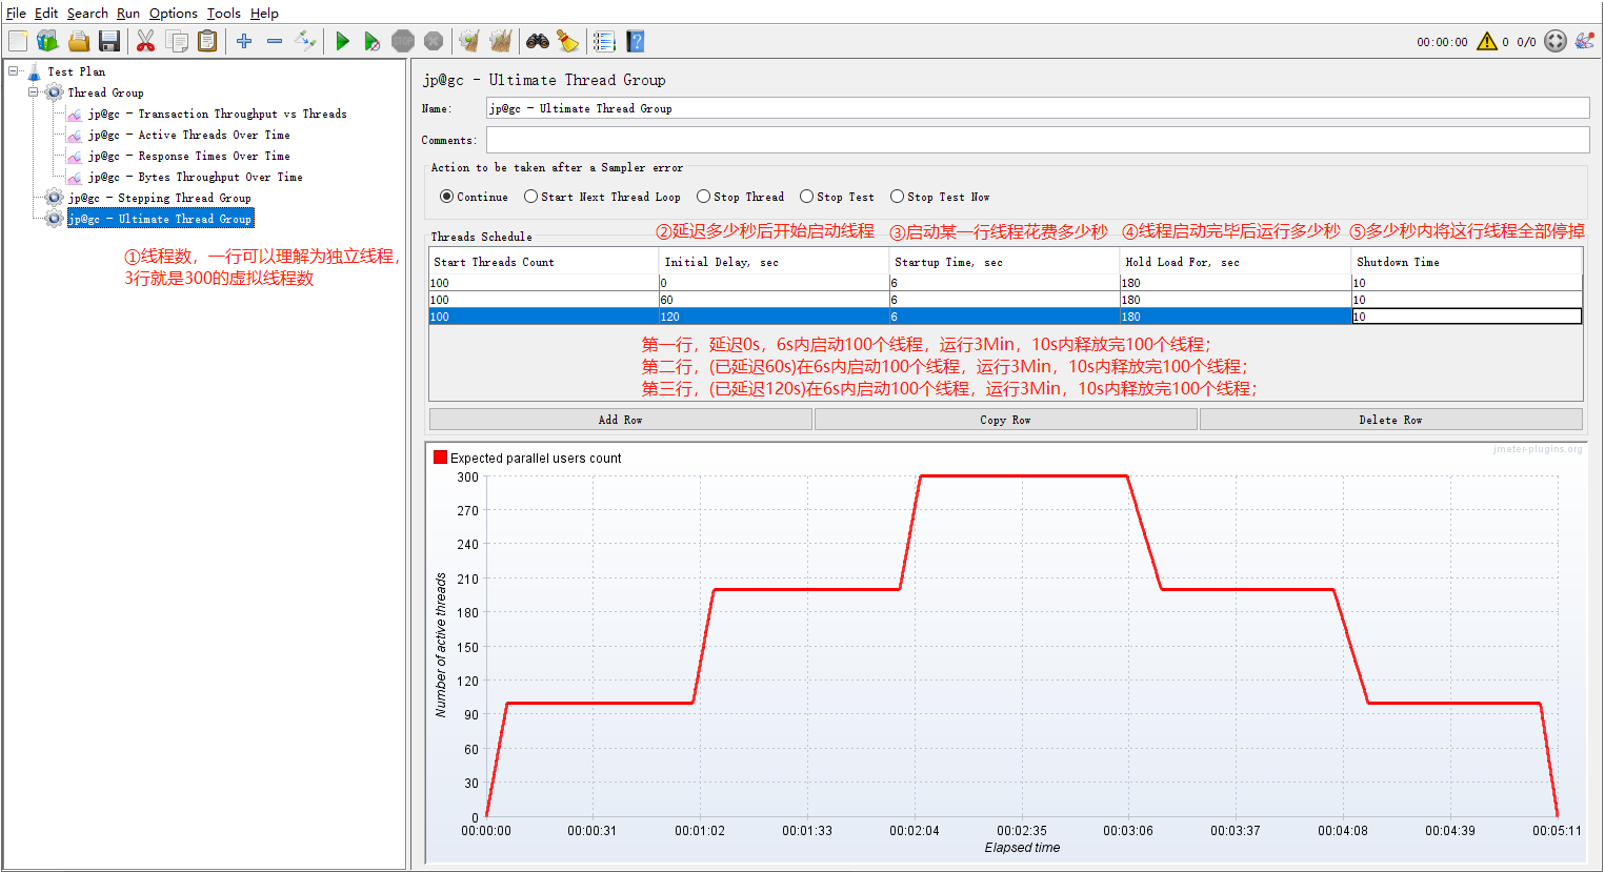 File Edit Search Run Options Tools Help
STOP
00:00:00 0 0/0
Test Plan
Thread Group
jp@gc - Transaction Throughput vs Threads
jp@gc - Active Threads Over Time
jp@gc - Response Times Over Time
jp@gc - Bytes Throughput Over Time
jp@gc - Stepping Thread Group
jp@gc - Ultimate Thread Group
①线程数，一行可以理解为独立线程，
3行就是300的虚拟线程数
jp@gc - Ultimate Thread Group
Name: jp@gc - Ultimate Thread Group
Comments:
Action to be taken after a Sampler error
Continue Start Next Thread Loop Stop Thread Stop Test Stop Test Now
②延迟多少秒后开始启动线程 ③启动某一行线程花费多少秒 ④线程启动完毕后运行多少秒 ⑤多少秒内将这行线程全部停掉
Threads Schedule
Start Threads Count Initial Delay, sec Startup Time, sec Hold Load For, sec Shutdown Time
100 0 6 180 10
100 60 6 180 10
100 120 6 180 10
第一行，延迟0s，6s内启动100个线程，运行3Min，10s内释放完100个线程；
第二行，(已延迟60s)在6s内启动100个线程，运行3Min，10s内释放完100个线程；
第三行，(已延迟120s)在6s内启动100个线程，运行3Min，10s内释放完100个线程；
Add Row Copy Row Delete Row
jmeter-plugins.org
Expected parallel users count
300
270
240
210
180
150
120
90
60
30
0
Number of active threads
00:00:00 00:00:31 00:01:02 00:01:33 00:02:04 00:02:35 00:03:06 00:03:37 00:04:08 00:04:39 00:05:11
Elapsed time